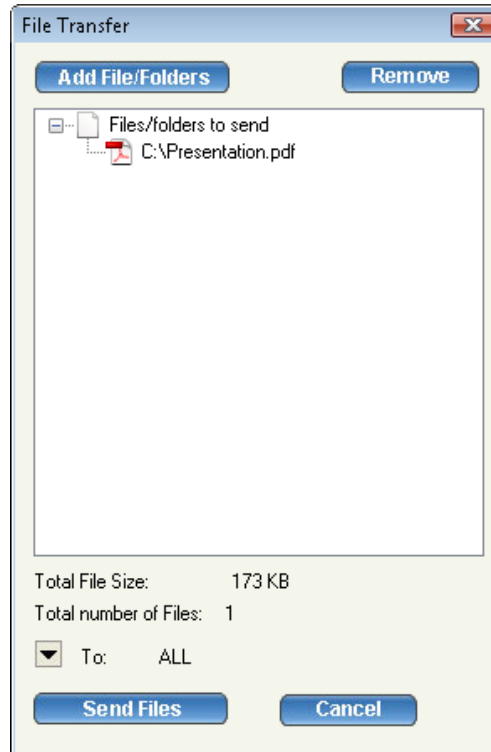 File Transfer
Add File/Folders Remove
Files/folders to send
C:\Presentation.pdf
Total File Size: 173 KB
Total number of Files: 1
To: ALL
Send Files Cancel